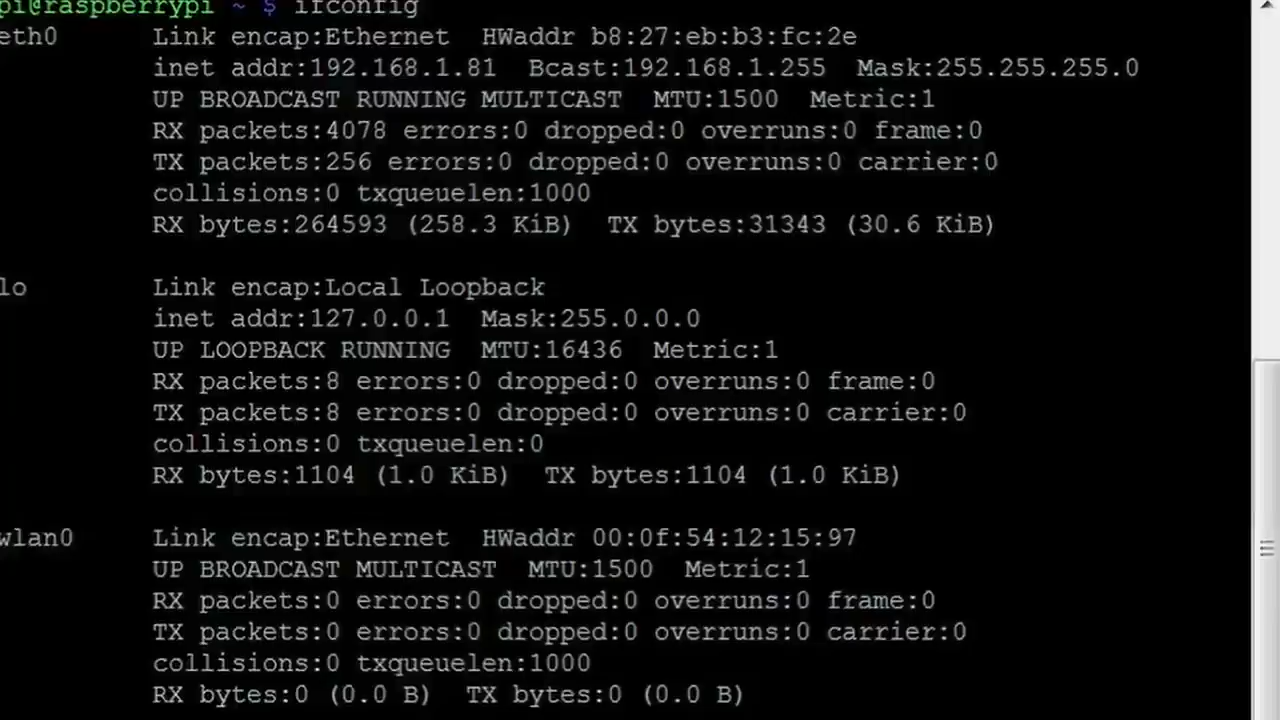 pi@raspberrypi ~ $ ifconfig
eth0 Link encap:Ethernet HWaddr b8:27:eb:b3:fc:2e
inet addr:192.168.1.81 Bcast:192.168.1.255 Mask:255.255.255.0
UP BROADCAST RUNNING MULTICAST MTU:1500 Metric:1
RX packets:4078 errors:0 dropped:0 overruns:0 frame:0
TX packets:256 errors:0 dropped:0 overruns:0 carrier:0
collisions:0 txqueuelen:1000
RX bytes:264593 (258.3 KiB) TX bytes:31343 (30.6 KiB)
lo Link encap:Local Loopback
inet addr:127.0.0.1 Mask:255.0.0.0
UP LOOPBACK RUNNING MTU:16436 Metric:1
RX packets:8 errors:0 dropped:0 overruns:0 frame:0
TX packets:8 errors:0 dropped:0 overruns:0 carrier:0
collisions:0 txqueuelen:0
RX bytes:1104 (1.0 KiB) TX bytes:1104 (1.0 KiB)
wlan0 Link encap:Ethernet HWaddr 00:0f:54:12:15:97
UP BROADCAST MULTICAST MTU:1500 Metric:1
RX packets:0 errors:0 dropped:0 overruns:0 frame:0
TX packets:0 errors:0 dropped:0 overruns:0 carrier:0
collisions:0 txqueuelen:1000
RX bytes:0 (0.0 B) TX bytes:0 (0.0 B)